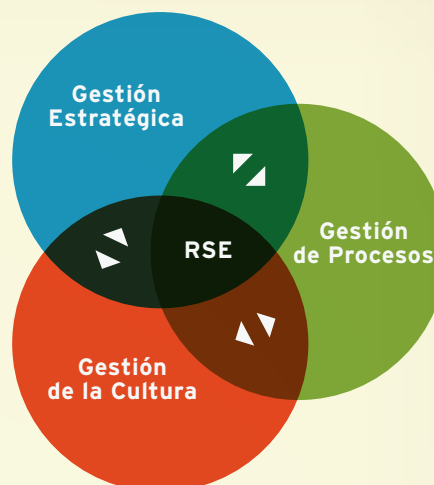 Gestión
Estratégica
RSE
Gestión
de Procesos
Gestión
de la Cultura